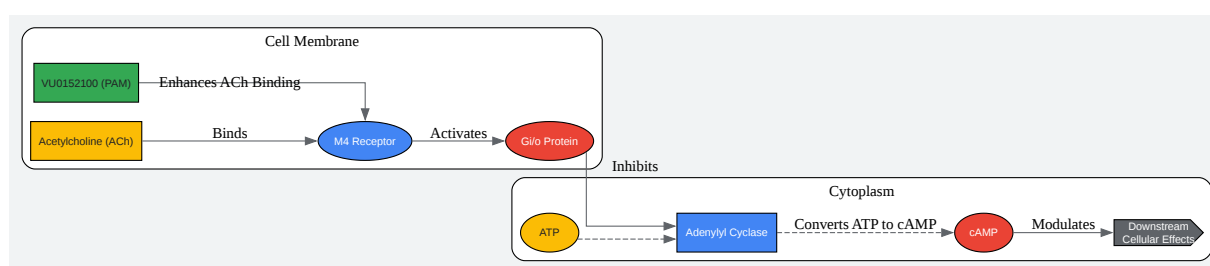 Cell Membrane
VU0152100 (PAM)
Enhances ACh Binding
Acetylcholine (ACh)
Binds
M4 Receptor
Activates
Gi/o Protein
Inhibits
Cytoplasm
ATP
Adenylyl Cyclase
Converts ATP to cAMP
cAMP
Modulates
Downstream
Cellular Effects